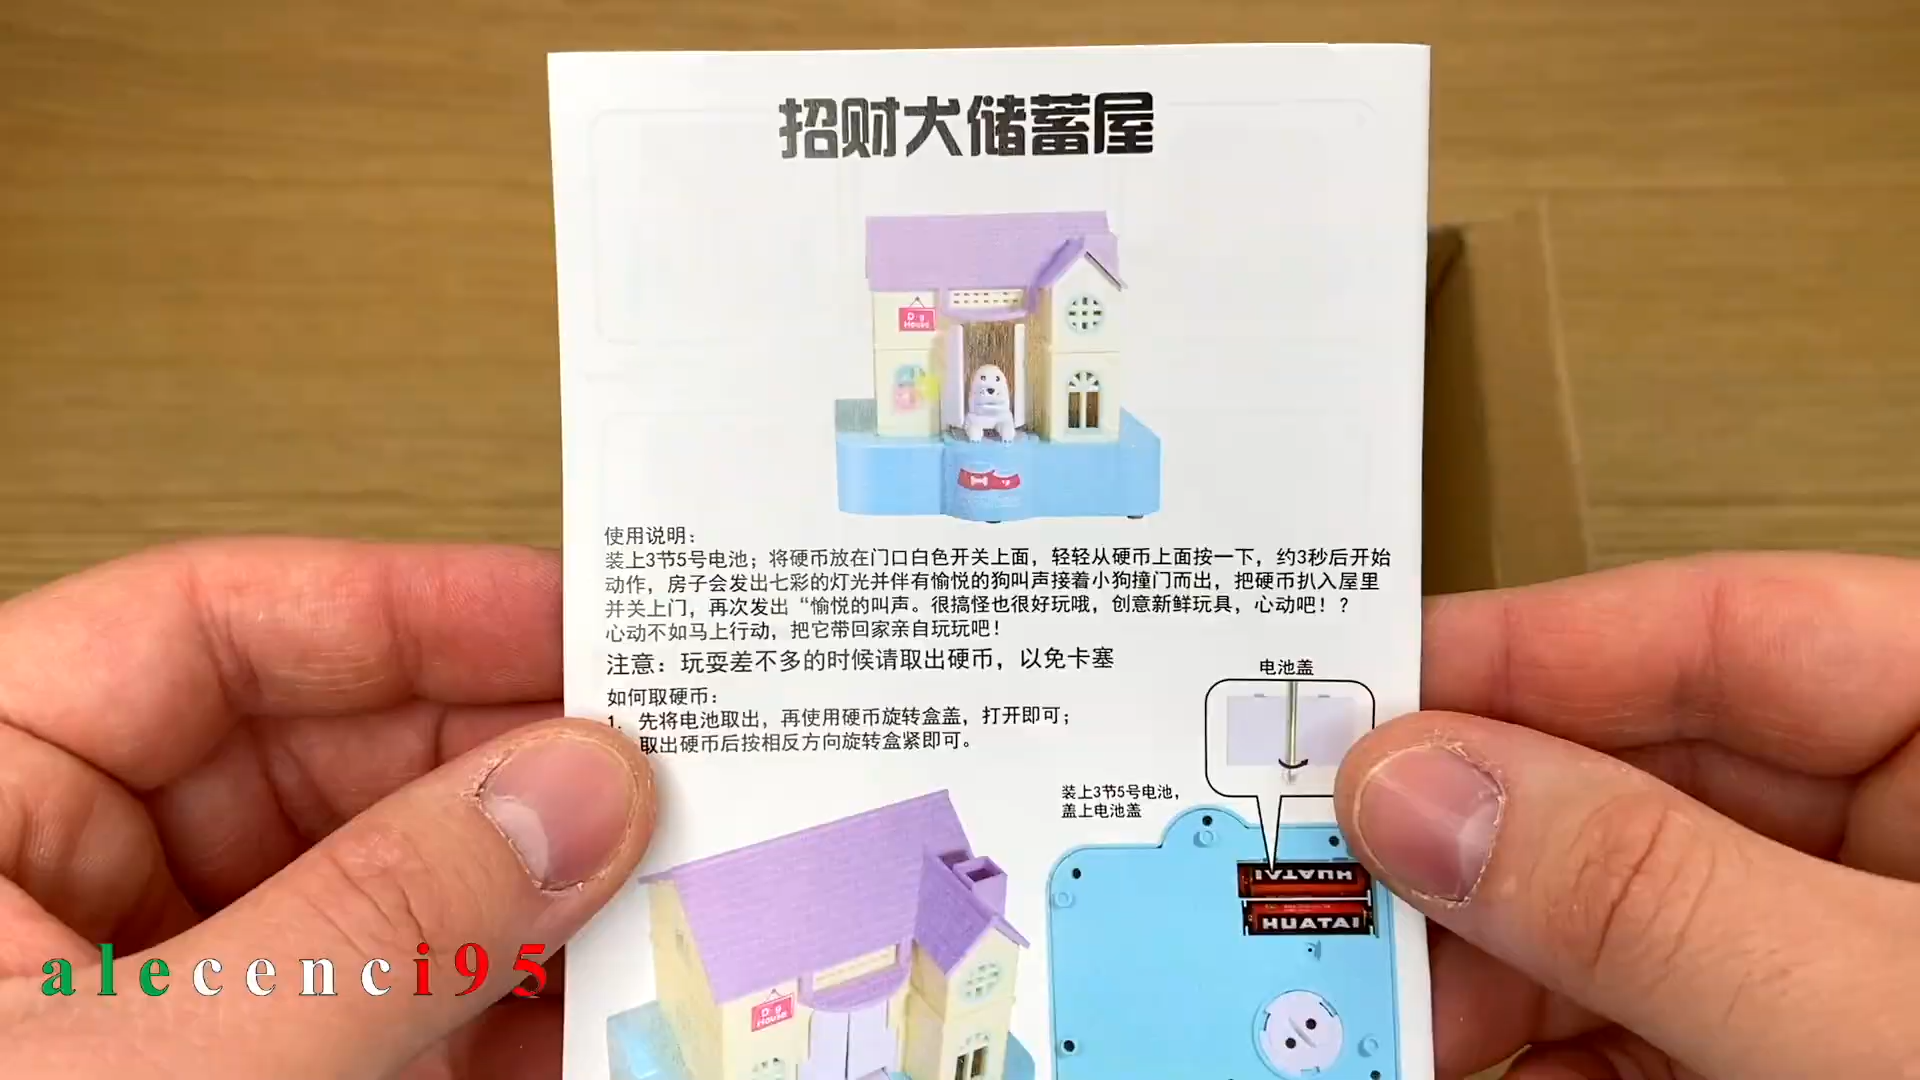 招财犬储蓄屋
D g
House
使用说明：
装上3节5号电池；将硬币放在门口白色开关上面，轻轻从硬币上面按一下，约3秒后开始
动作，房子会发出七彩的灯光并伴有愉悦的狗叫声接着小狗撞门而出，把硬币扒入屋里
并关上门，再次发出“愉悦的叫声。很搞怪也很好玩哦，创意新鲜玩具，心动吧！？
心动不如马上行动，把它带回家亲自玩玩吧！
注意：玩耍差不多的时候请取出硬币，以免卡塞
如何取硬币：
1. 先将电池取出，再使用硬币旋转盒盖，打开即可；
取出硬币后按相反方向旋转盒紧即可。
电池盖
装上3节5号电池，
盖上电池盖
HUATAI
HUATAI
D g
House
alecenci95